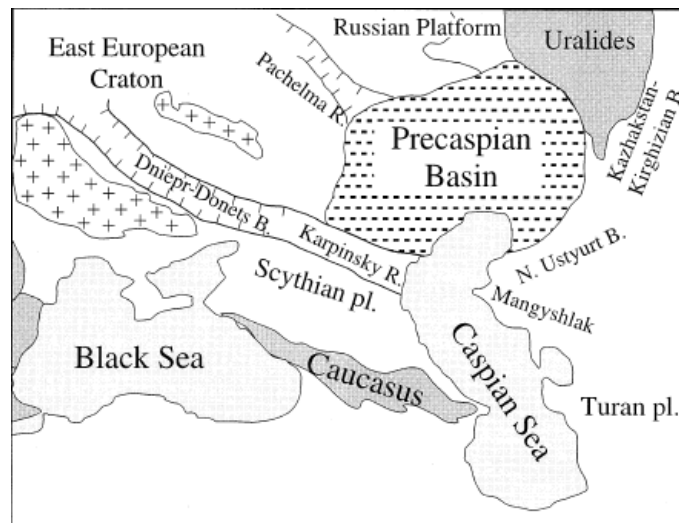 Russian Platform
Uralides
East European
Craton
Pachelma R.
Kazhakstan-
Kirghizian B.
Precaspian
Basin
Dniepr-Donets B.
Karpinsky R.
N. Ustyurt B.
Scythian pl.
Mangyshlak
Black Sea
Caucasus
Caspian Sea
Turan pl.